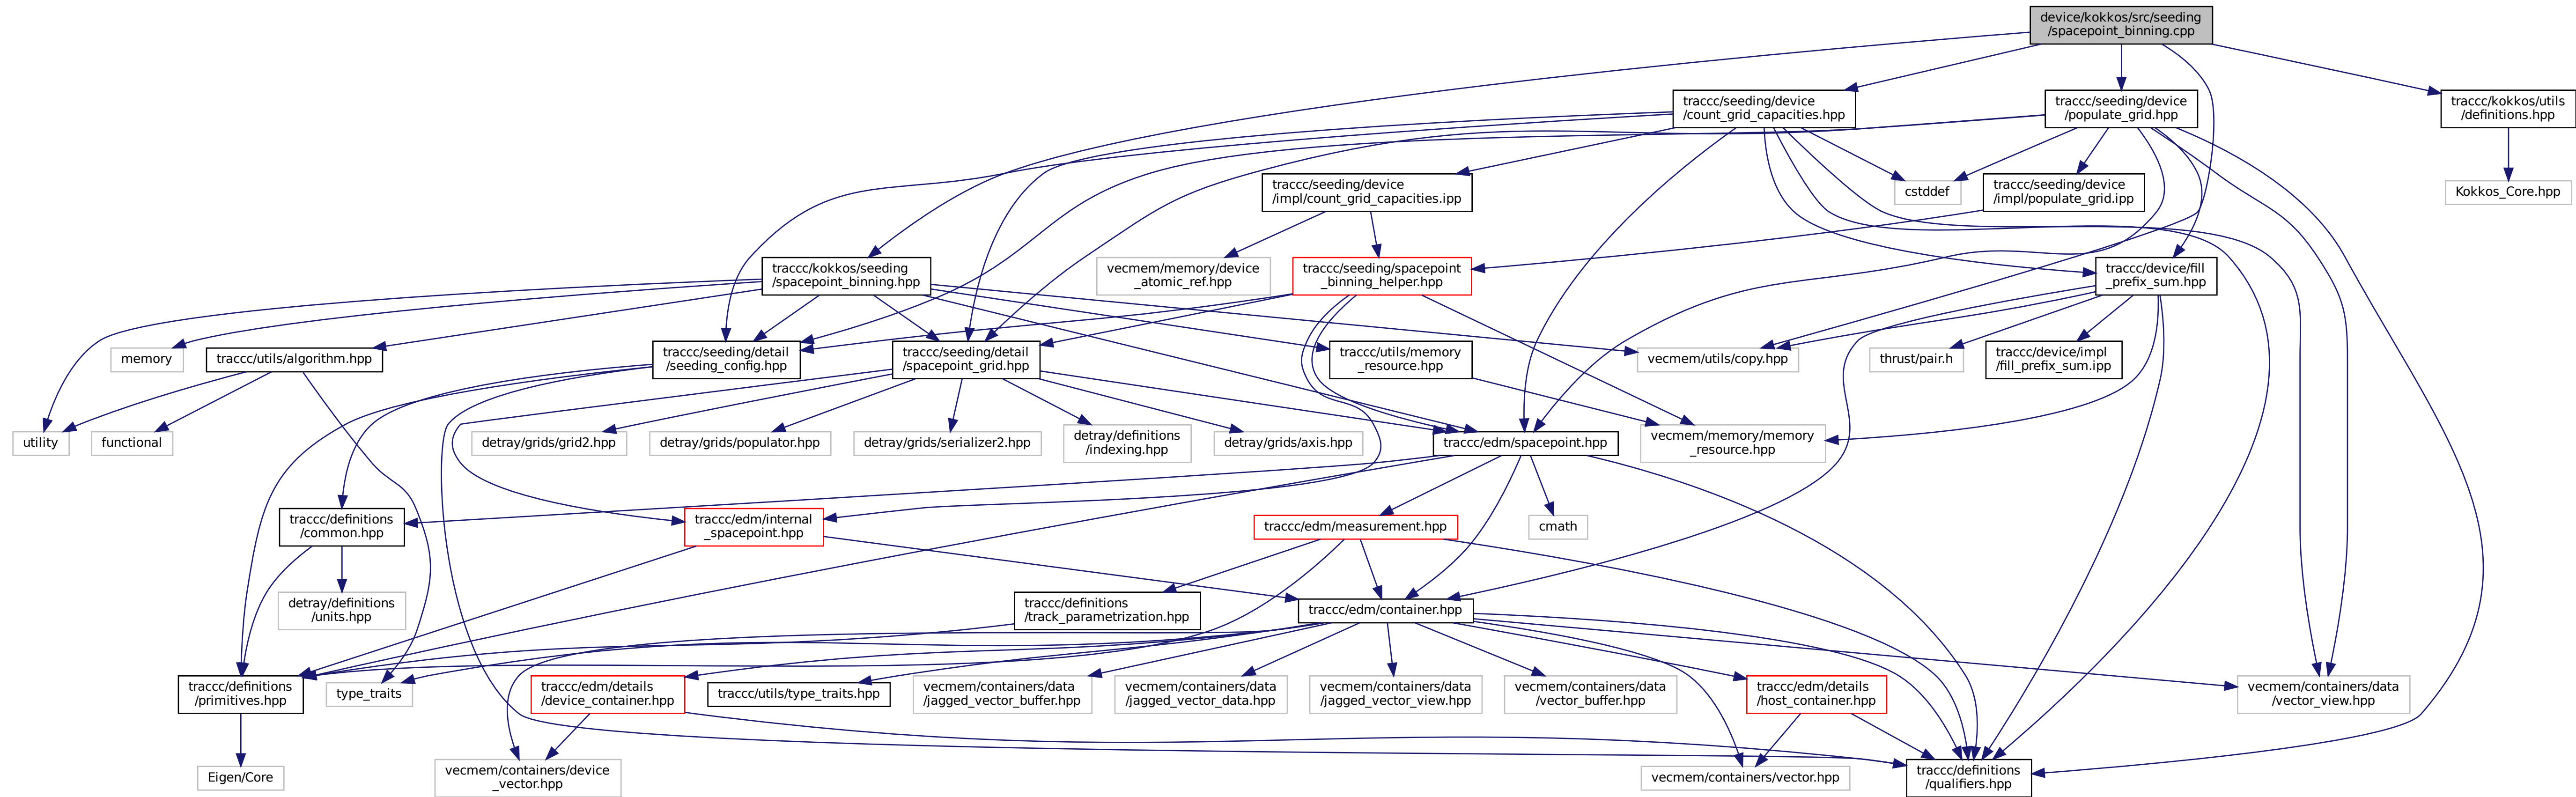 device/kokkos/src/seeding
/spacepoint_binning.cpp
traccc/seeding/device
/count_grid_capacities.hpp
traccc/seeding/device
/populate_grid.hpp
traccc/kokkos/utils
/definitions.hpp
traccc/seeding/device
/impl/count_grid_capacities.ipp
cstddef
traccc/seeding/device
/impl/populate_grid.ipp
Kokkos_Core.hpp
traccc/kokkos/seeding
/spacepoint_binning.hpp
vecmem/memory/device
_atomic_ref.hpp
traccc/seeding/spacepoint
_binning_helper.hpp
traccc/device/fill
_prefix_sum.hpp
memory
traccc/utils/algorithm.hpp
traccc/seeding/detail
/seeding_config.hpp
traccc/seeding/detail
/spacepoint_grid.hpp
traccc/utils/memory
_resource.hpp
vecmem/utils/copy.hpp
thrust/pair.h
traccc/device/impl
/fill_prefix_sum.ipp
utility
functional
detray/grids/grid2.hpp
detray/grids/populator.hpp
detray/grids/serializer2.hpp
detray/definitions
/indexing.hpp
detray/grids/axis.hpp
traccc/edm/spacepoint.hpp
vecmem/memory/memory
_resource.hpp
traccc/definitions
/common.hpp
traccc/edm/internal
_spacepoint.hpp
traccc/edm/measurement.hpp
cmath
detray/definitions
/units.hpp
traccc/definitions
/track_parametrization.hpp
traccc/edm/container.hpp
traccc/definitions
/primitives.hpp
type_traits
traccc/edm/details
/device_container.hpp
traccc/utils/type_traits.hpp
vecmem/containers/data
/jagged_vector_buffer.hpp
vecmem/containers/data
/jagged_vector_data.hpp
vecmem/containers/data
/jagged_vector_view.hpp
vecmem/containers/data
/vector_buffer.hpp
traccc/edm/details
/host_container.hpp
vecmem/containers/data
/vector_view.hpp
Eigen/Core
vecmem/containers/device
_vector.hpp
vecmem/containers/vector.hpp
traccc/definitions
/qualifiers.hpp